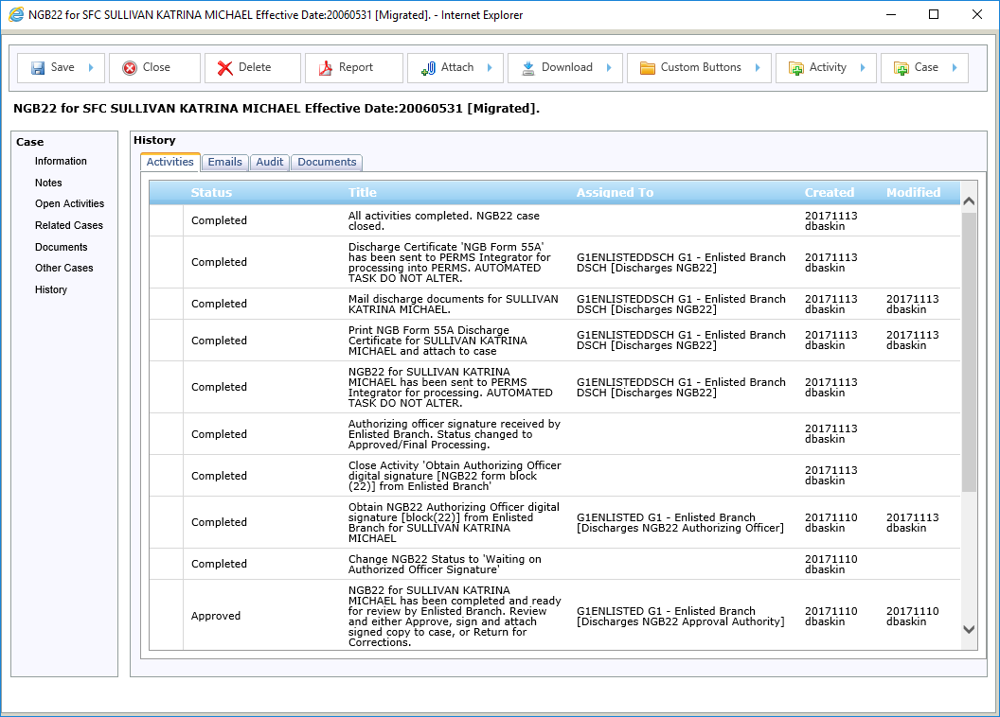 NGB22 for SFC SULLIVAN KATRINA MICHAEL Effective Date:20060531 [Migrated]. - Internet Explorer
Save
Close
Delete
Report
Attach
Download
Custom Buttons
Activity
Case
NGB22 for SFC SULLIVAN KATRINA MICHAEL Effective Date:20060531 [Migrated].
Case
Information
Notes
Open Activities
Related Cases
Documents
Other Cases
History
History
Activities
Emails
Audit
Documents
Status
Title
Assigned To
Created
Modified
Completed
All activities completed. NGB22 case
closed.
20171113
dbaskin
Completed
Discharge Certificate 'NGB Form 55A'
has been sent to PERMS Integrator for
processing into PERMS. AUTOMATED
TASK DO NOT ALTER.
G1ENLISTEDDSCH G1 - Enlisted Branch
DSCH [Discharges NGB22]
20171113
dbaskin
Completed
Mail discharge documents for SULLIVAN
KATRINA MICHAEL.
G1ENLISTEDDSCH G1 - Enlisted Branch
DSCH [Discharges NGB22]
20171113
dbaskin
20171113
dbaskin
Completed
Print NGB Form 55A Discharge
Certificate for SULLIVAN KATRINA
MICHAEL and attach to case
G1ENLISTEDDSCH G1 - Enlisted Branch
DSCH [Discharges NGB22]
20171113
dbaskin
20171113
dbaskin
Completed
NGB22 for SULLIVAN KATRINA
MICHAEL has been sent to PERMS
Integrator for processing. AUTOMATED
TASK DO NOT ALTER.
G1ENLISTEDDSCH G1 - Enlisted Branch
DSCH [Discharges NGB22]
20171113
dbaskin
Completed
Authorizing officer signature received by
Enlisted Branch. Status changed to
Approved/Final Processing.
20171113
dbaskin
Completed
Close Activity 'Obtain Authorizing Officer
digital signature [NGB22 form block
(22)] from Enlisted Branch'
20171113
dbaskin
Completed
Obtain NGB22 Authorizing Officer digital
signature [block(22)] from Enlisted
Branch for SULLIVAN KATRINA
MICHAEL
G1ENLISTED G1 - Enlisted Branch
[Discharges NGB22 Authorizing Officer]
20171110
dbaskin
20171113
dbaskin
Completed
Change NGB22 Status to 'Waiting on
Authorized Officer Signature'
20171110
dbaskin
Approved
NGB22 for SULLIVAN KATRINA
MICHAEL has been completed and ready
for review by Enlisted Branch. Review
and either Approve, sign and attach
signed copy to case, or Return for
Corrections.
G1ENLISTED G1 - Enlisted Branch
[Discharges NGB22 Approval Authority]
20171110
dbaskin
20171110
dbaskin